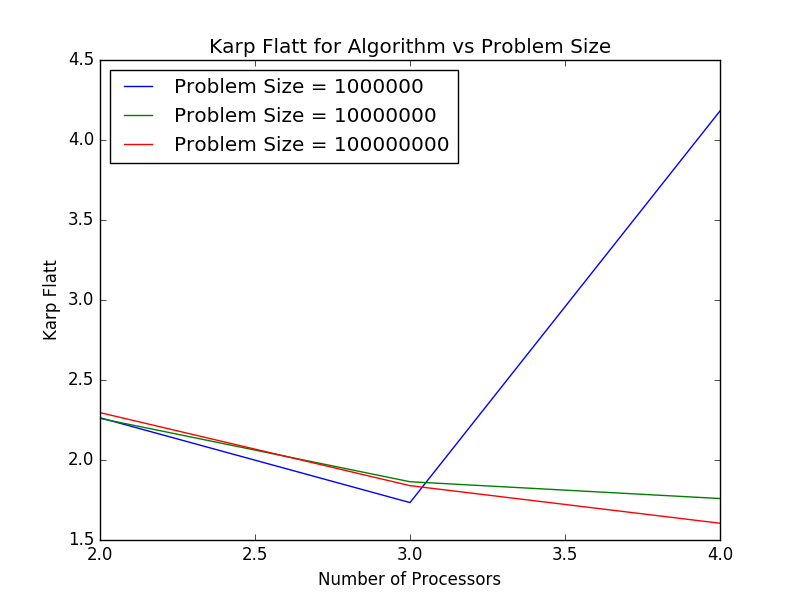 Karp Flatt for Algorithm vs Problem Size
Problem Size = 1000000
Problem Size = 10000000
Problem Size = 100000000
Karp Flatt
4.5
4.0
3.5
3.0
2.5
2.0
1.5
2.0 2.5 3.0 3.5 4.0
Number of Processors